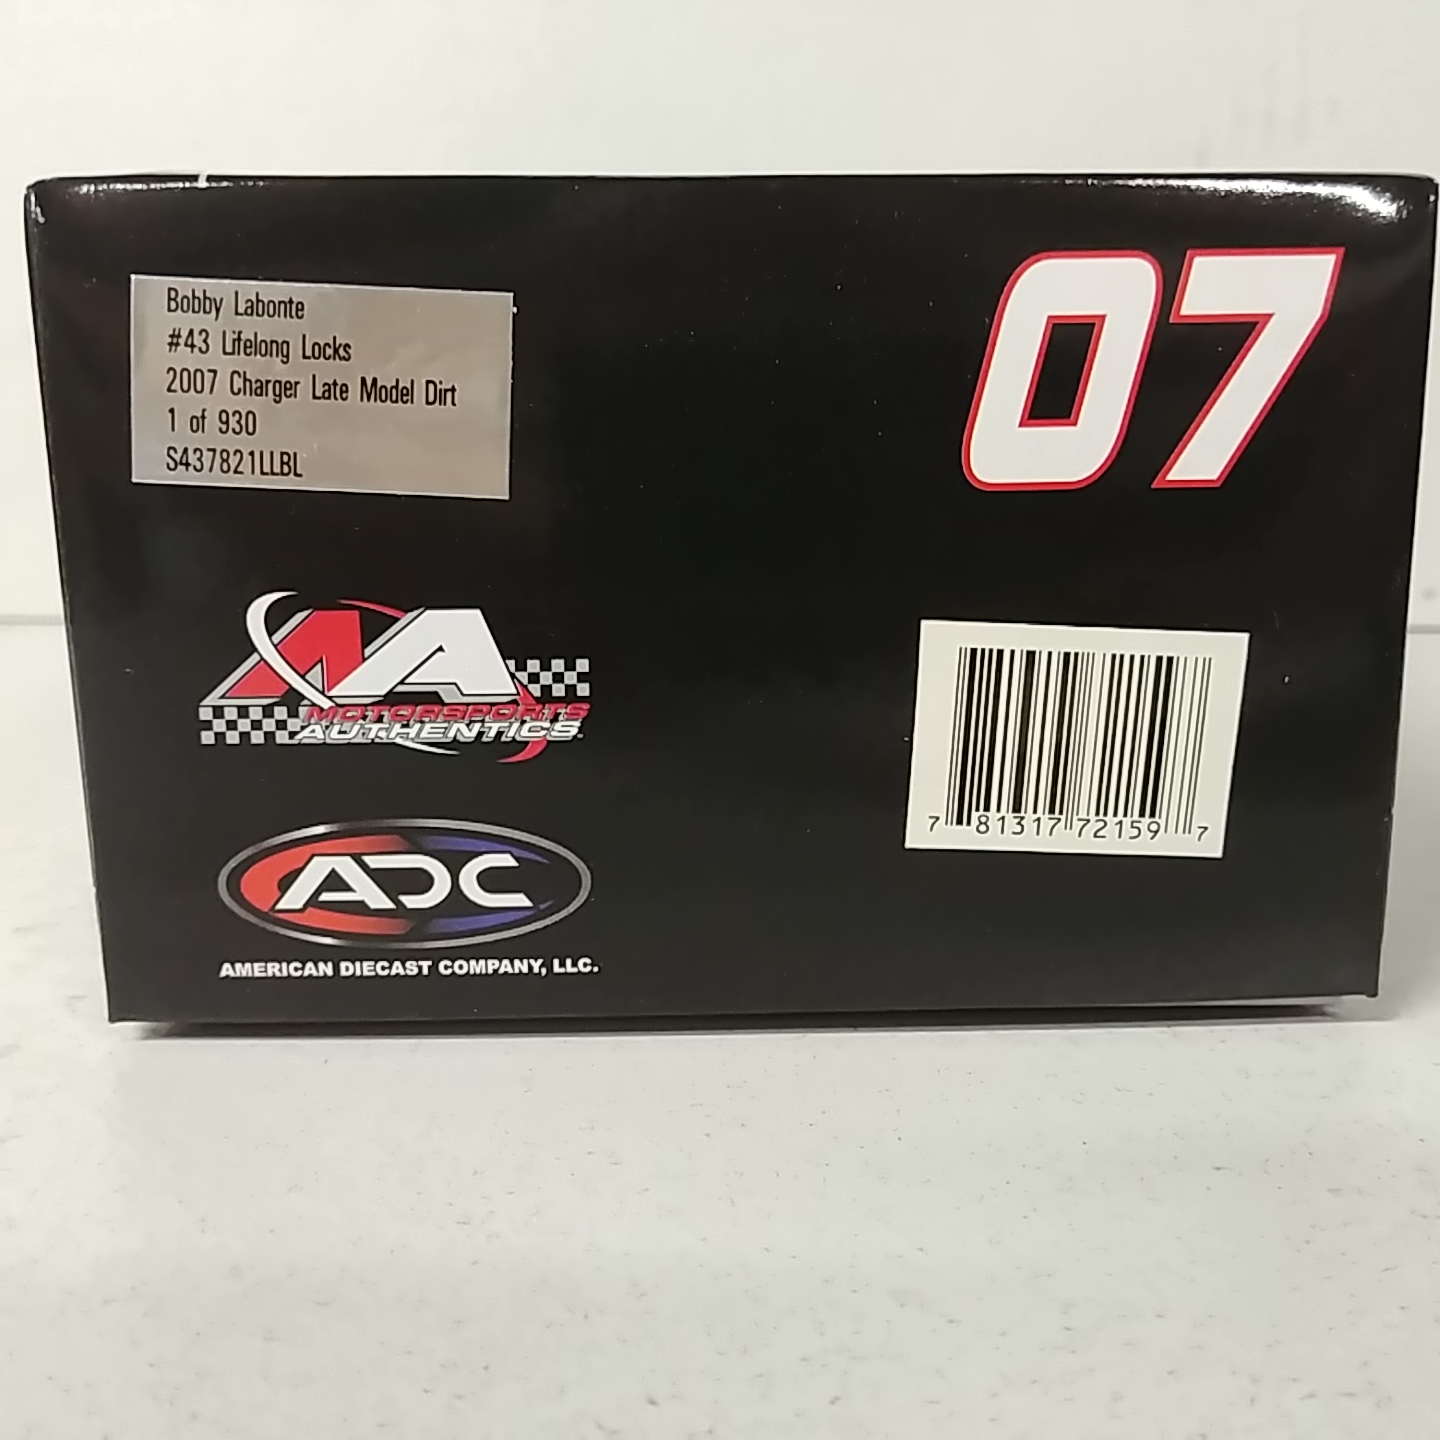 Bobby Labonte
#43 Lifelong Locks
2007 Charger Late Model Dirt
1 of 930
S437821LLBL
07
MA
MOTORSPORTS
AUTHENTICS
7 81317 72159 7
ADC
AMERICAN DIECAST COMPANY, LLC.